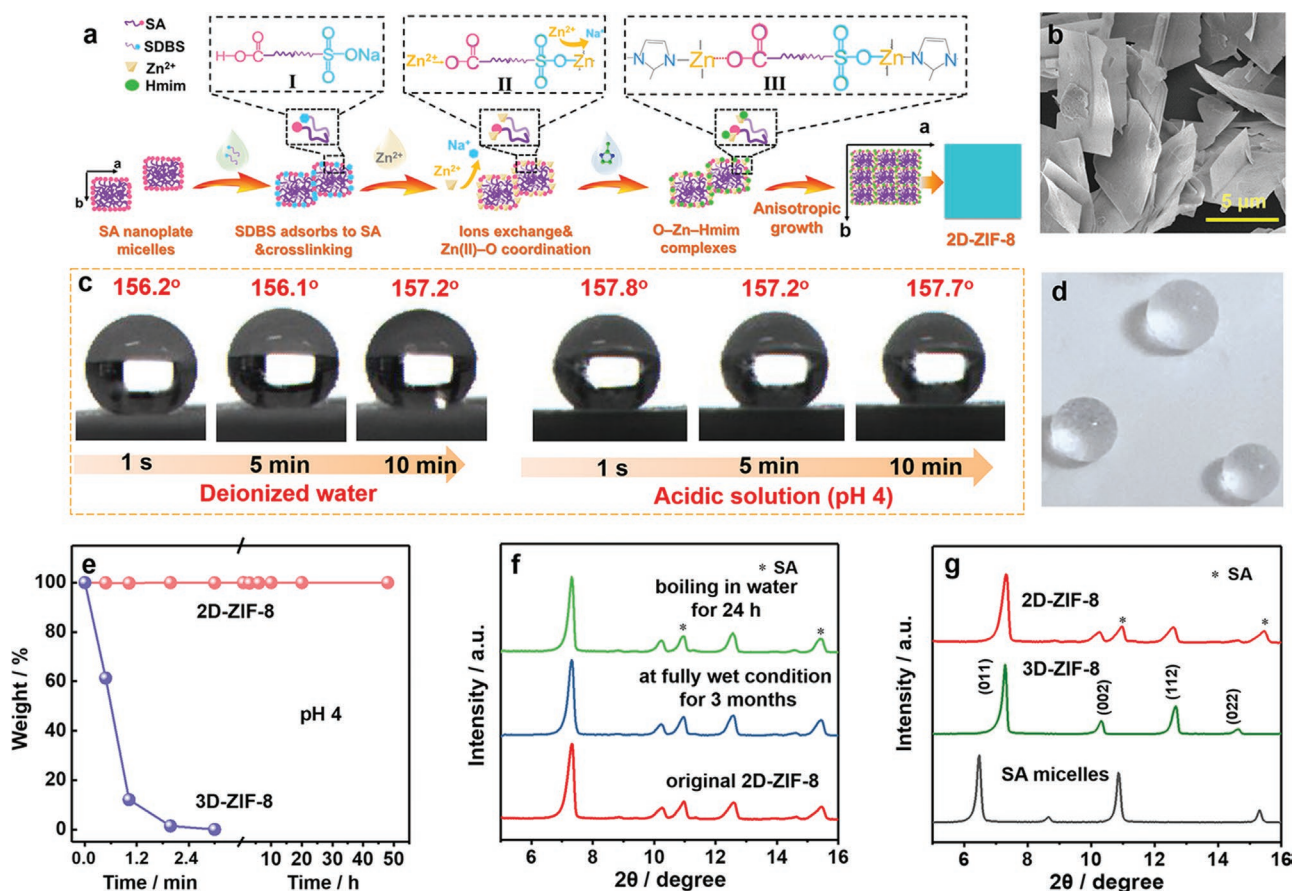 a
SA
SDBS
Zn²⁺
Hmim
H O C O
O S O ONa
I
Zn²⁺
Na⁺
Zn²⁺ O C O
O S O O Zn
II
N N Zn O C O
O S O O Zn N N
III
a
b
Zn²⁺
Na⁺
Zn²⁺
a
b
SA nanoplate
micelles
SDBS adsorbs to SA
&crosslinking
Ions exchange&
Zn(II)–O coordination
O–Zn–Hmim
complexes
Anisotropic
growth
2D-ZIF-8
b
5 μm
c
156.2° 156.1° 157.2° 157.8° 157.2° 157.7°
1 s 5 min 10 min 1s 5 min 10 min
Deionized water Acidic solution (pH 4)
d
e
100
80
60
40
20
0
Weight / %
2D-ZIF-8
pH 4
3D-ZIF-8
0.0 1.2 2.4 10 20 30 40 50
Time / min Time / h
f
* SA
boiling in water
for 24 h
* *
at fully wet condition
for 3 months
original 2D-ZIF-8
Intensity / a.u.
6 8 10 12 14 16
2θ / degree
g
* SA
2D-ZIF-8
* *
3D-ZIF-8
(011) (002) (112) (022)
SA micelles
Intensity / a.u.
6 8 10 12 14 16
2θ / degree